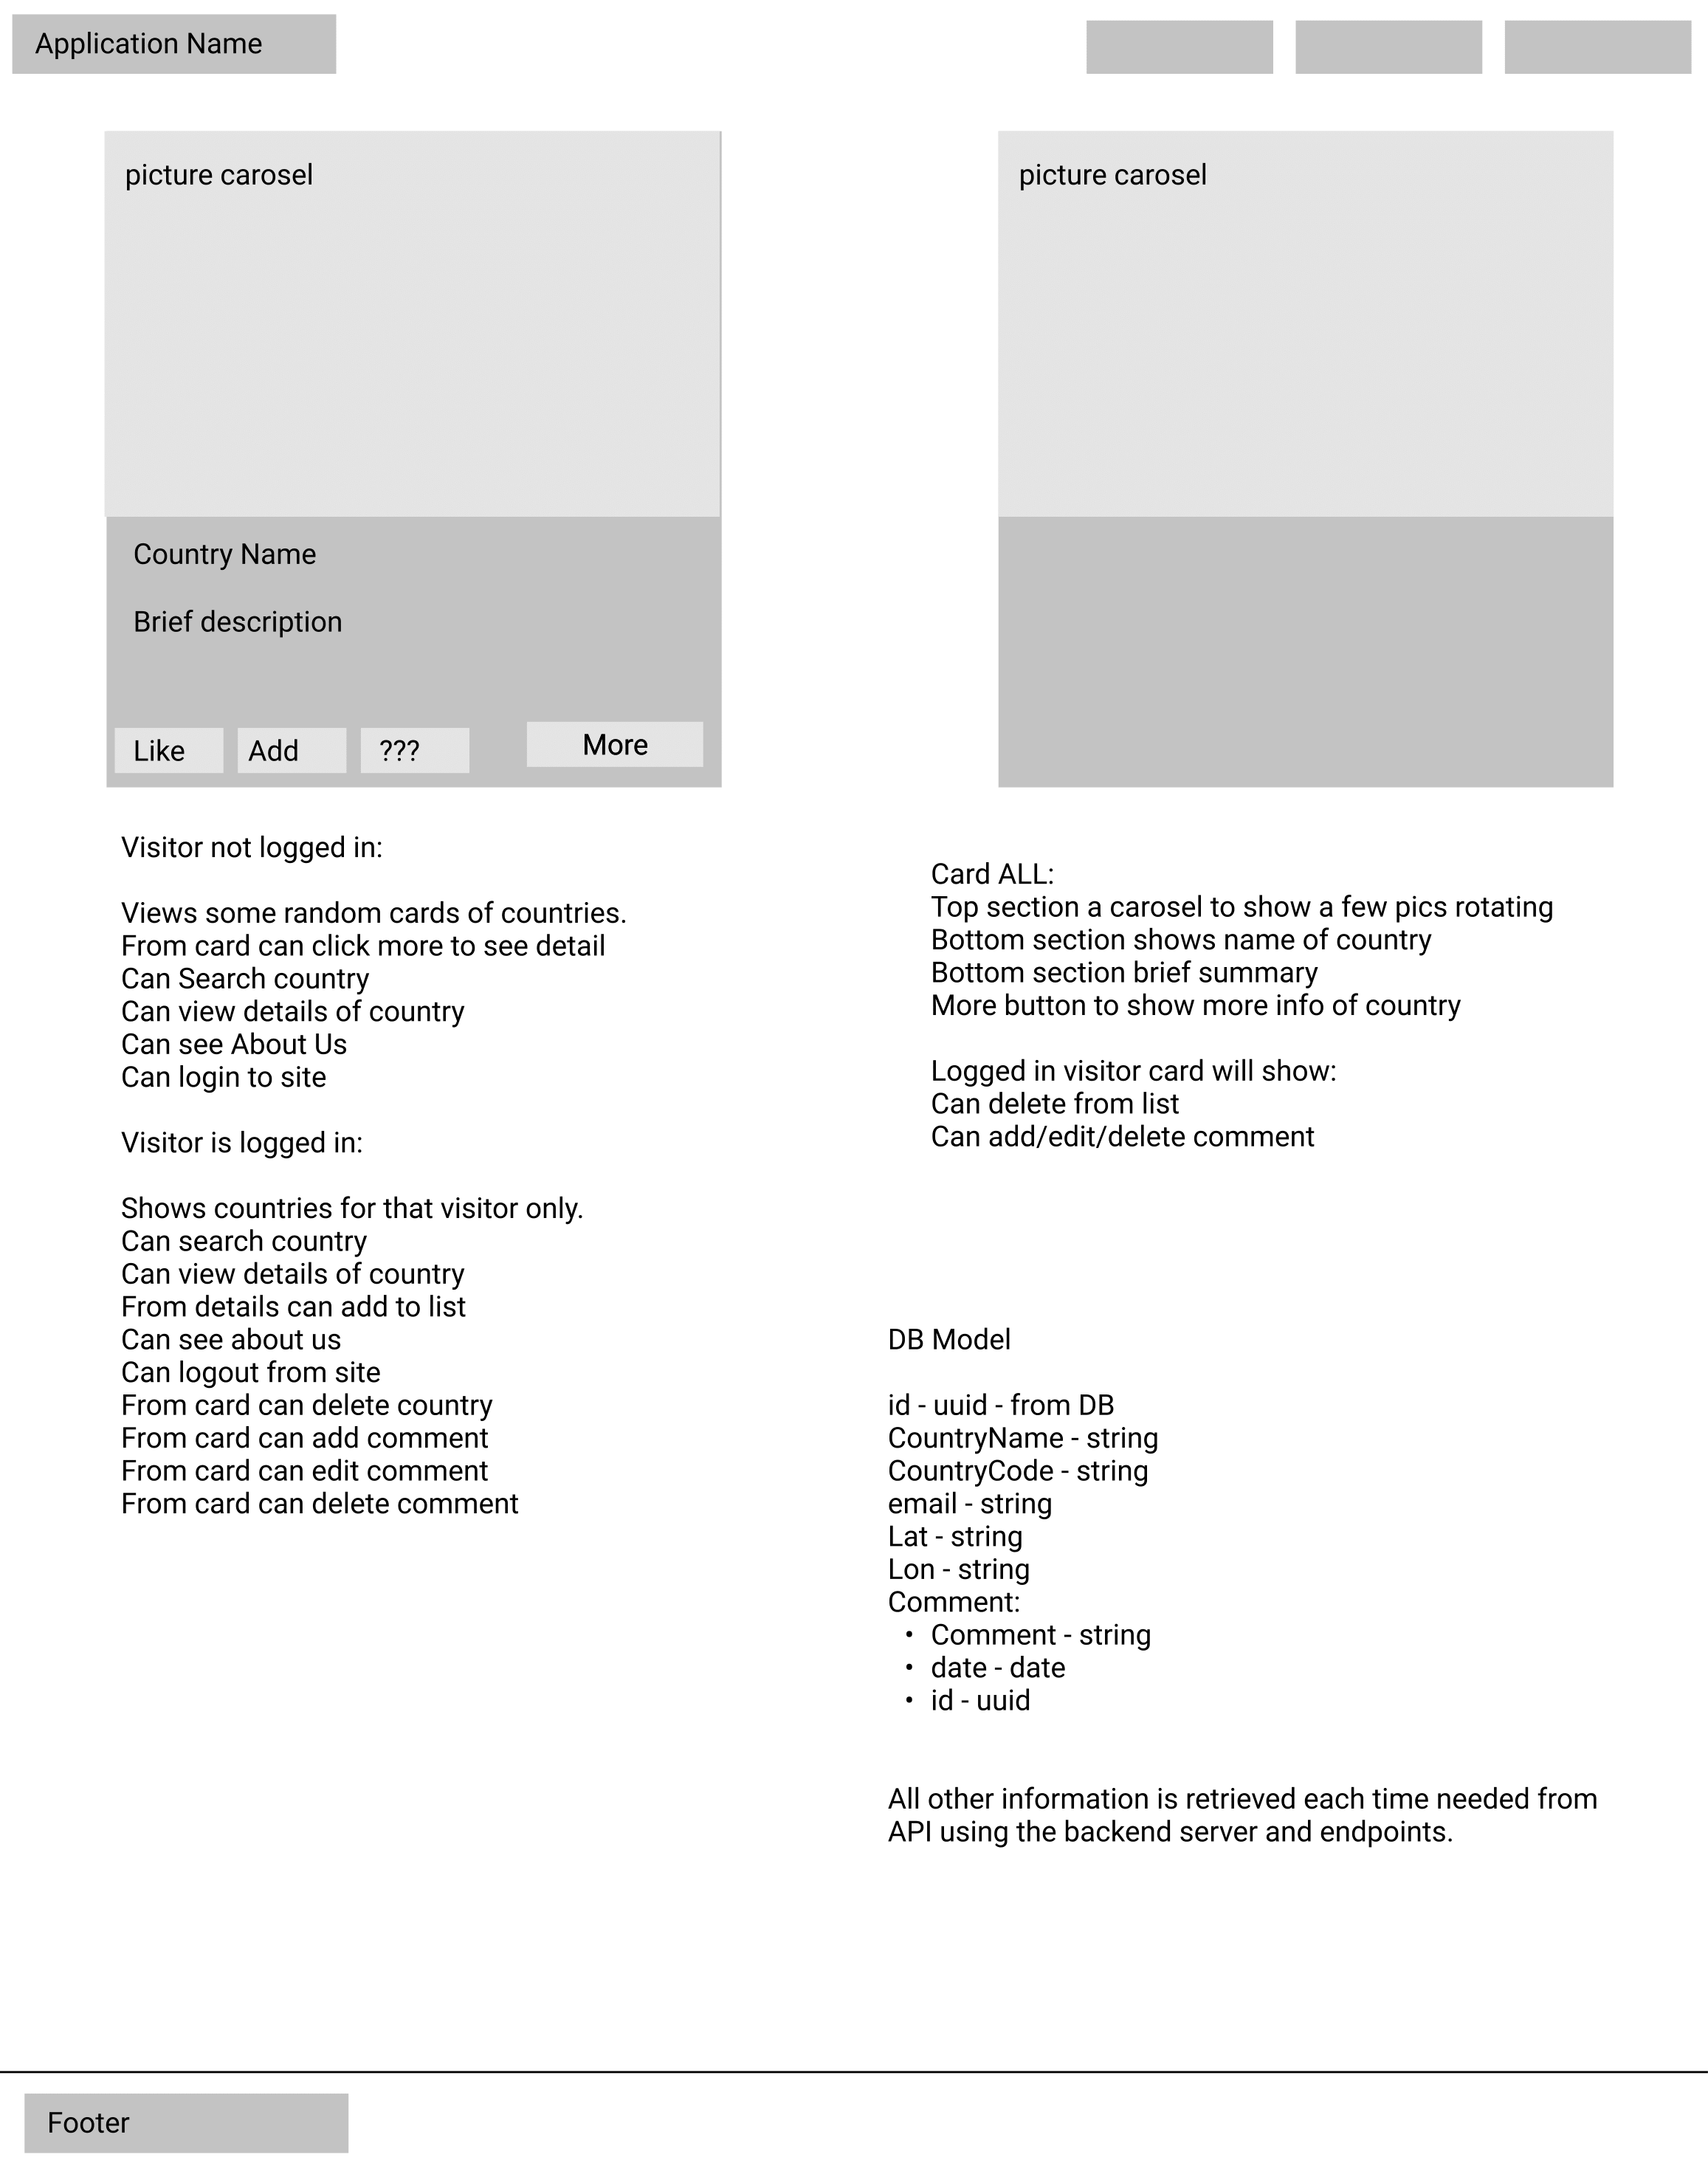 Application Name
picture carosel
picture carosel
Country Name
Brief description
Like
Add
???
More
Visitor not logged in:
Views some random cards of countries.
From card can click more to see detail
Can Search country
Can view details of country
Can see About Us
Can login to site
Visitor is logged in:
Shows countries for that visitor only.
Can search country
Can view details of country
From details can add to list
Can see about us
Can logout from site
From card can delete country
From card can add comment
From card can edit comment
From card can delete comment
Card ALL:
Top section a carosel to show a few pics rotating
Bottom section shows name of country
Bottom section brief summary
More button to show more info of country
Logged in visitor card will show:
Can delete from list
Can add/edit/delete comment
DB Model
id - uuid - from DB
CountryName - string
CountryCode - string
email - string
Lat - string
Lon - string
Comment:
• Comment - string
• date - date
• id - uuid
All other information is retrieved each time needed from
API using the backend server and endpoints.
Footer